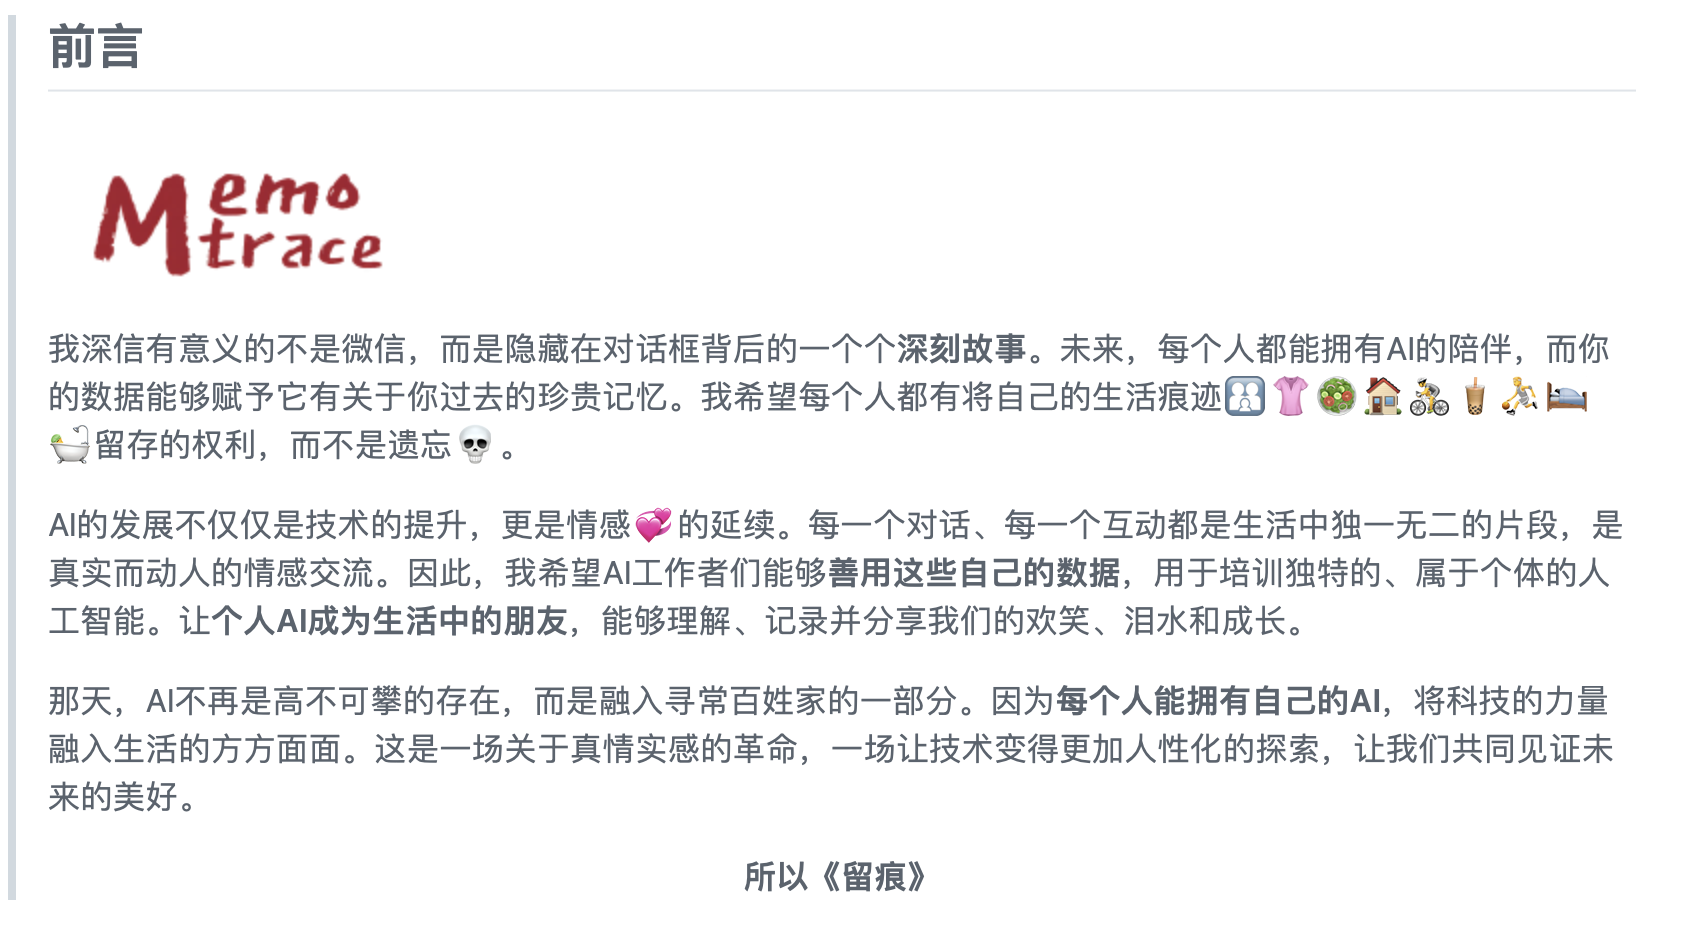 前言
Memo
trace
我深信有意义的不是微信，而是隐藏在对话框背后的一个个深刻故事。未来，每个人都能拥有AI的陪伴，而你
的数据能够赋予它有关于你过去的珍贵记忆。我希望每个人都有将自己的生活痕迹👨‍👩‍👧‍👦👚🥗🏠🚴🧋⛹️🛌
🛀留存的权利，而不是遗忘💀。
AI的发展不仅仅是技术的提升，更是情感💞的延续。每一个对话、每一个互动都是生活中独一无二的片段，是
真实而动人的情感交流。因此，我希望AI工作者们能够善用这些自己的数据，用于培训独特的、属于个体的人
工智能。让个人AI成为生活中的朋友，能够理解、记录并分享我们的欢笑、泪水和成长。
那天，AI不再是高不可攀的存在，而是融入寻常百姓家的一部分。因为每个人能拥有自己的AI，将科技的力量
融入生活的方方面面。这是一场关于真情实感的革命，一场让技术变得更加人性化的探索，让我们共同见证未
来的美好。
所以《留痕》